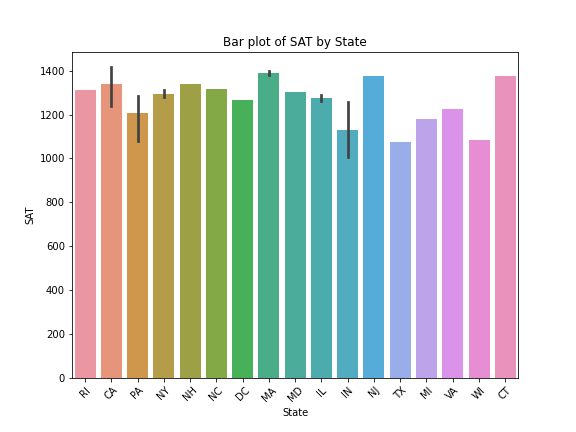 Bar plot of SAT by State
1400
1200
1000
800
600
400
200
0
SAT
RI CA PA NY NH NC DC MA MD IL IN NJ TX MI VA WI CT
State